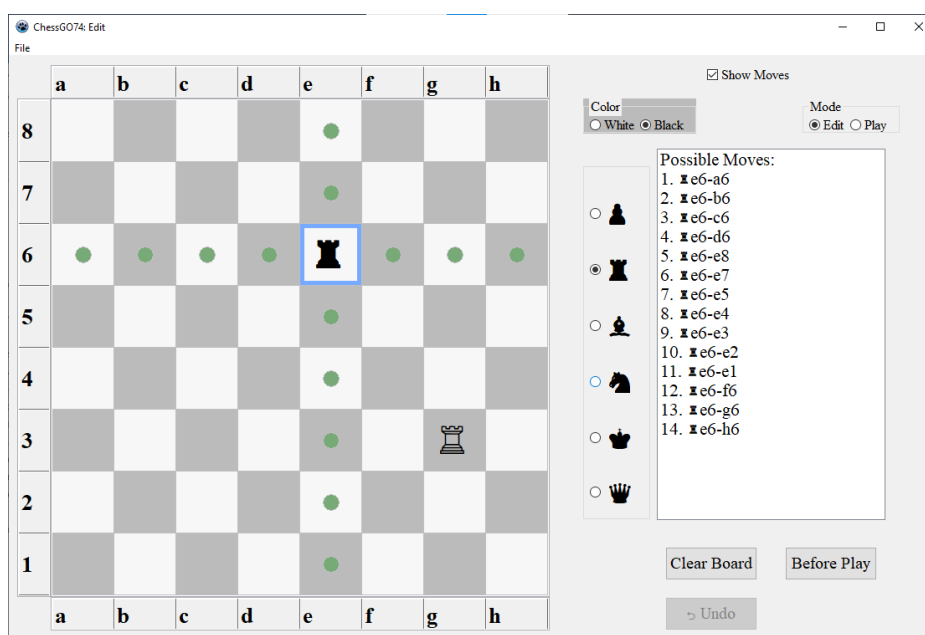 ChessGO74: Edit
File
a b c d e f g h
8
7
6
5
4
3
2
1
a b c d e f g h
Show Moves
Color
White Black
Mode
Edit Play
Possible Moves:
1. ♜e6-a6
2. ♜e6-b6
3. ♜e6-c6
4. ♜e6-d6
5. ♜e6-e8
6. ♜e6-e7
7. ♜e6-e5
8. ♜e6-e4
9. ♜e6-e3
10. ♜e6-e2
11. ♜e6-e1
12. ♜e6-f6
13. ♜e6-g6
14. ♜e6-h6
Clear Board
Before Play
Undo